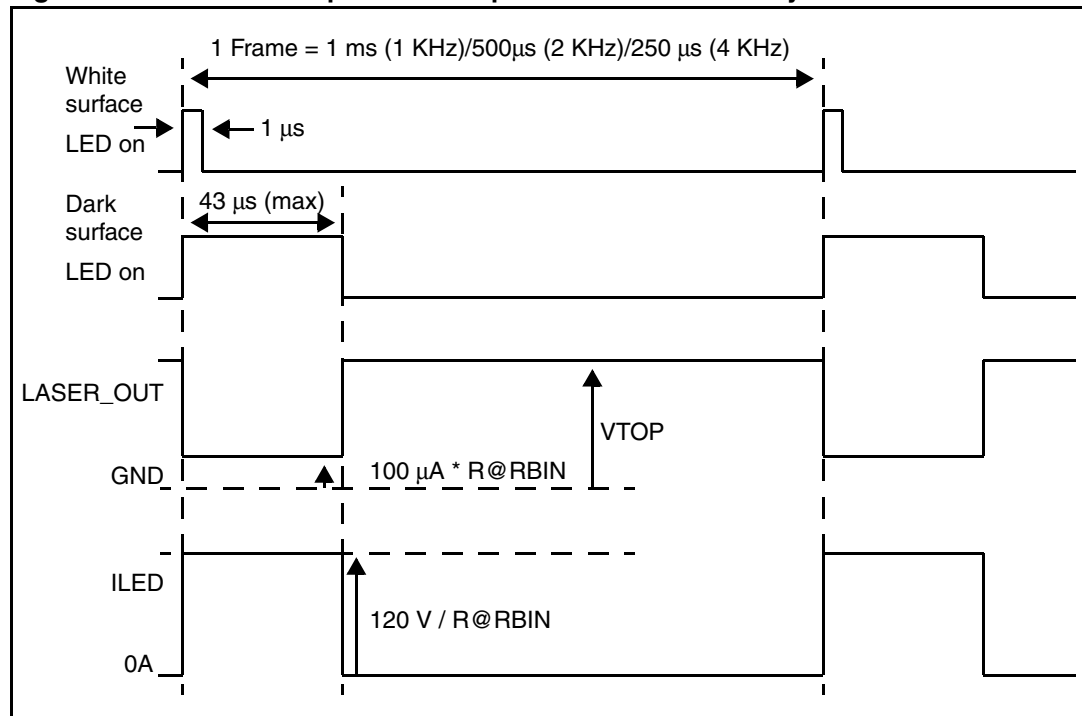 1 Frame = 1 ms (1 KHz)/500μs (2 KHz)/250 μs (4 KHz)
White
surface
LED on
1 μs
Dark
surface
LED on
43 μs (max)
LASER_OUT
VTOP
GND
100 μA * R@RBIN
ILED
120 V / R@RBIN
0A